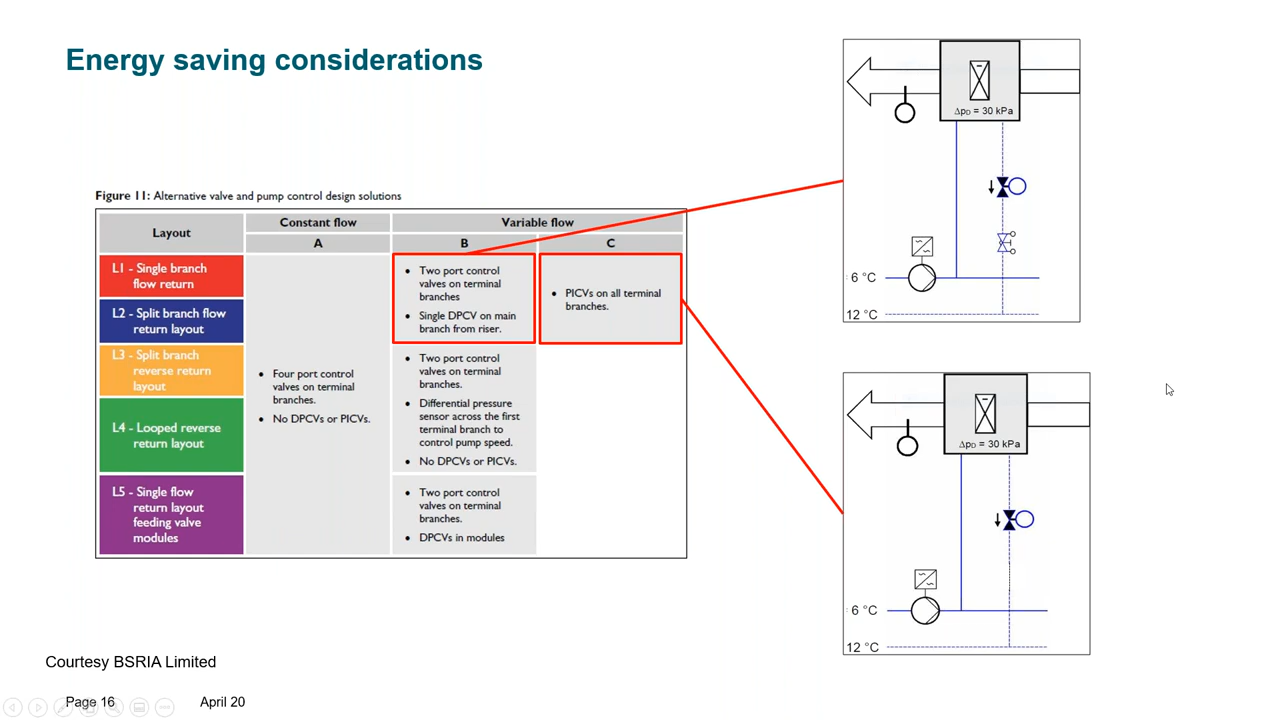 Energy saving considerations
Figure 11: Alternative valve and pump control design solutions
Layout
Constant flow
Variable flow
A
B
C
L1 - Single branch
flow return
L2 - Split branch flow
return layout
L3 - Split branch
reverse return
layout
L4 - Looped reverse
return layout
L5 - Single flow
return layout
feeding valve
modules
• Four port control
valves on terminal
branches.
• No DPCVs or PICVs.
• Two port control
valves on terminal
branches
• Single DPCV on main
branch from riser.
• PICVs on all terminal
branches.
• Two port control
valves on terminal
branches.
• Differential pressure
sensor across the first
terminal branch to
control pump speed.
• No DPCVs or PICVs.
• Two port control
valves on terminal
branches.
• DPCVs in modules
ΔpD = 30 kPa
6 °C
12 °C
ΔpD = 30 kPa
6 °C
12 °C
Courtesy BSRIA Limited
Page 16
April 20